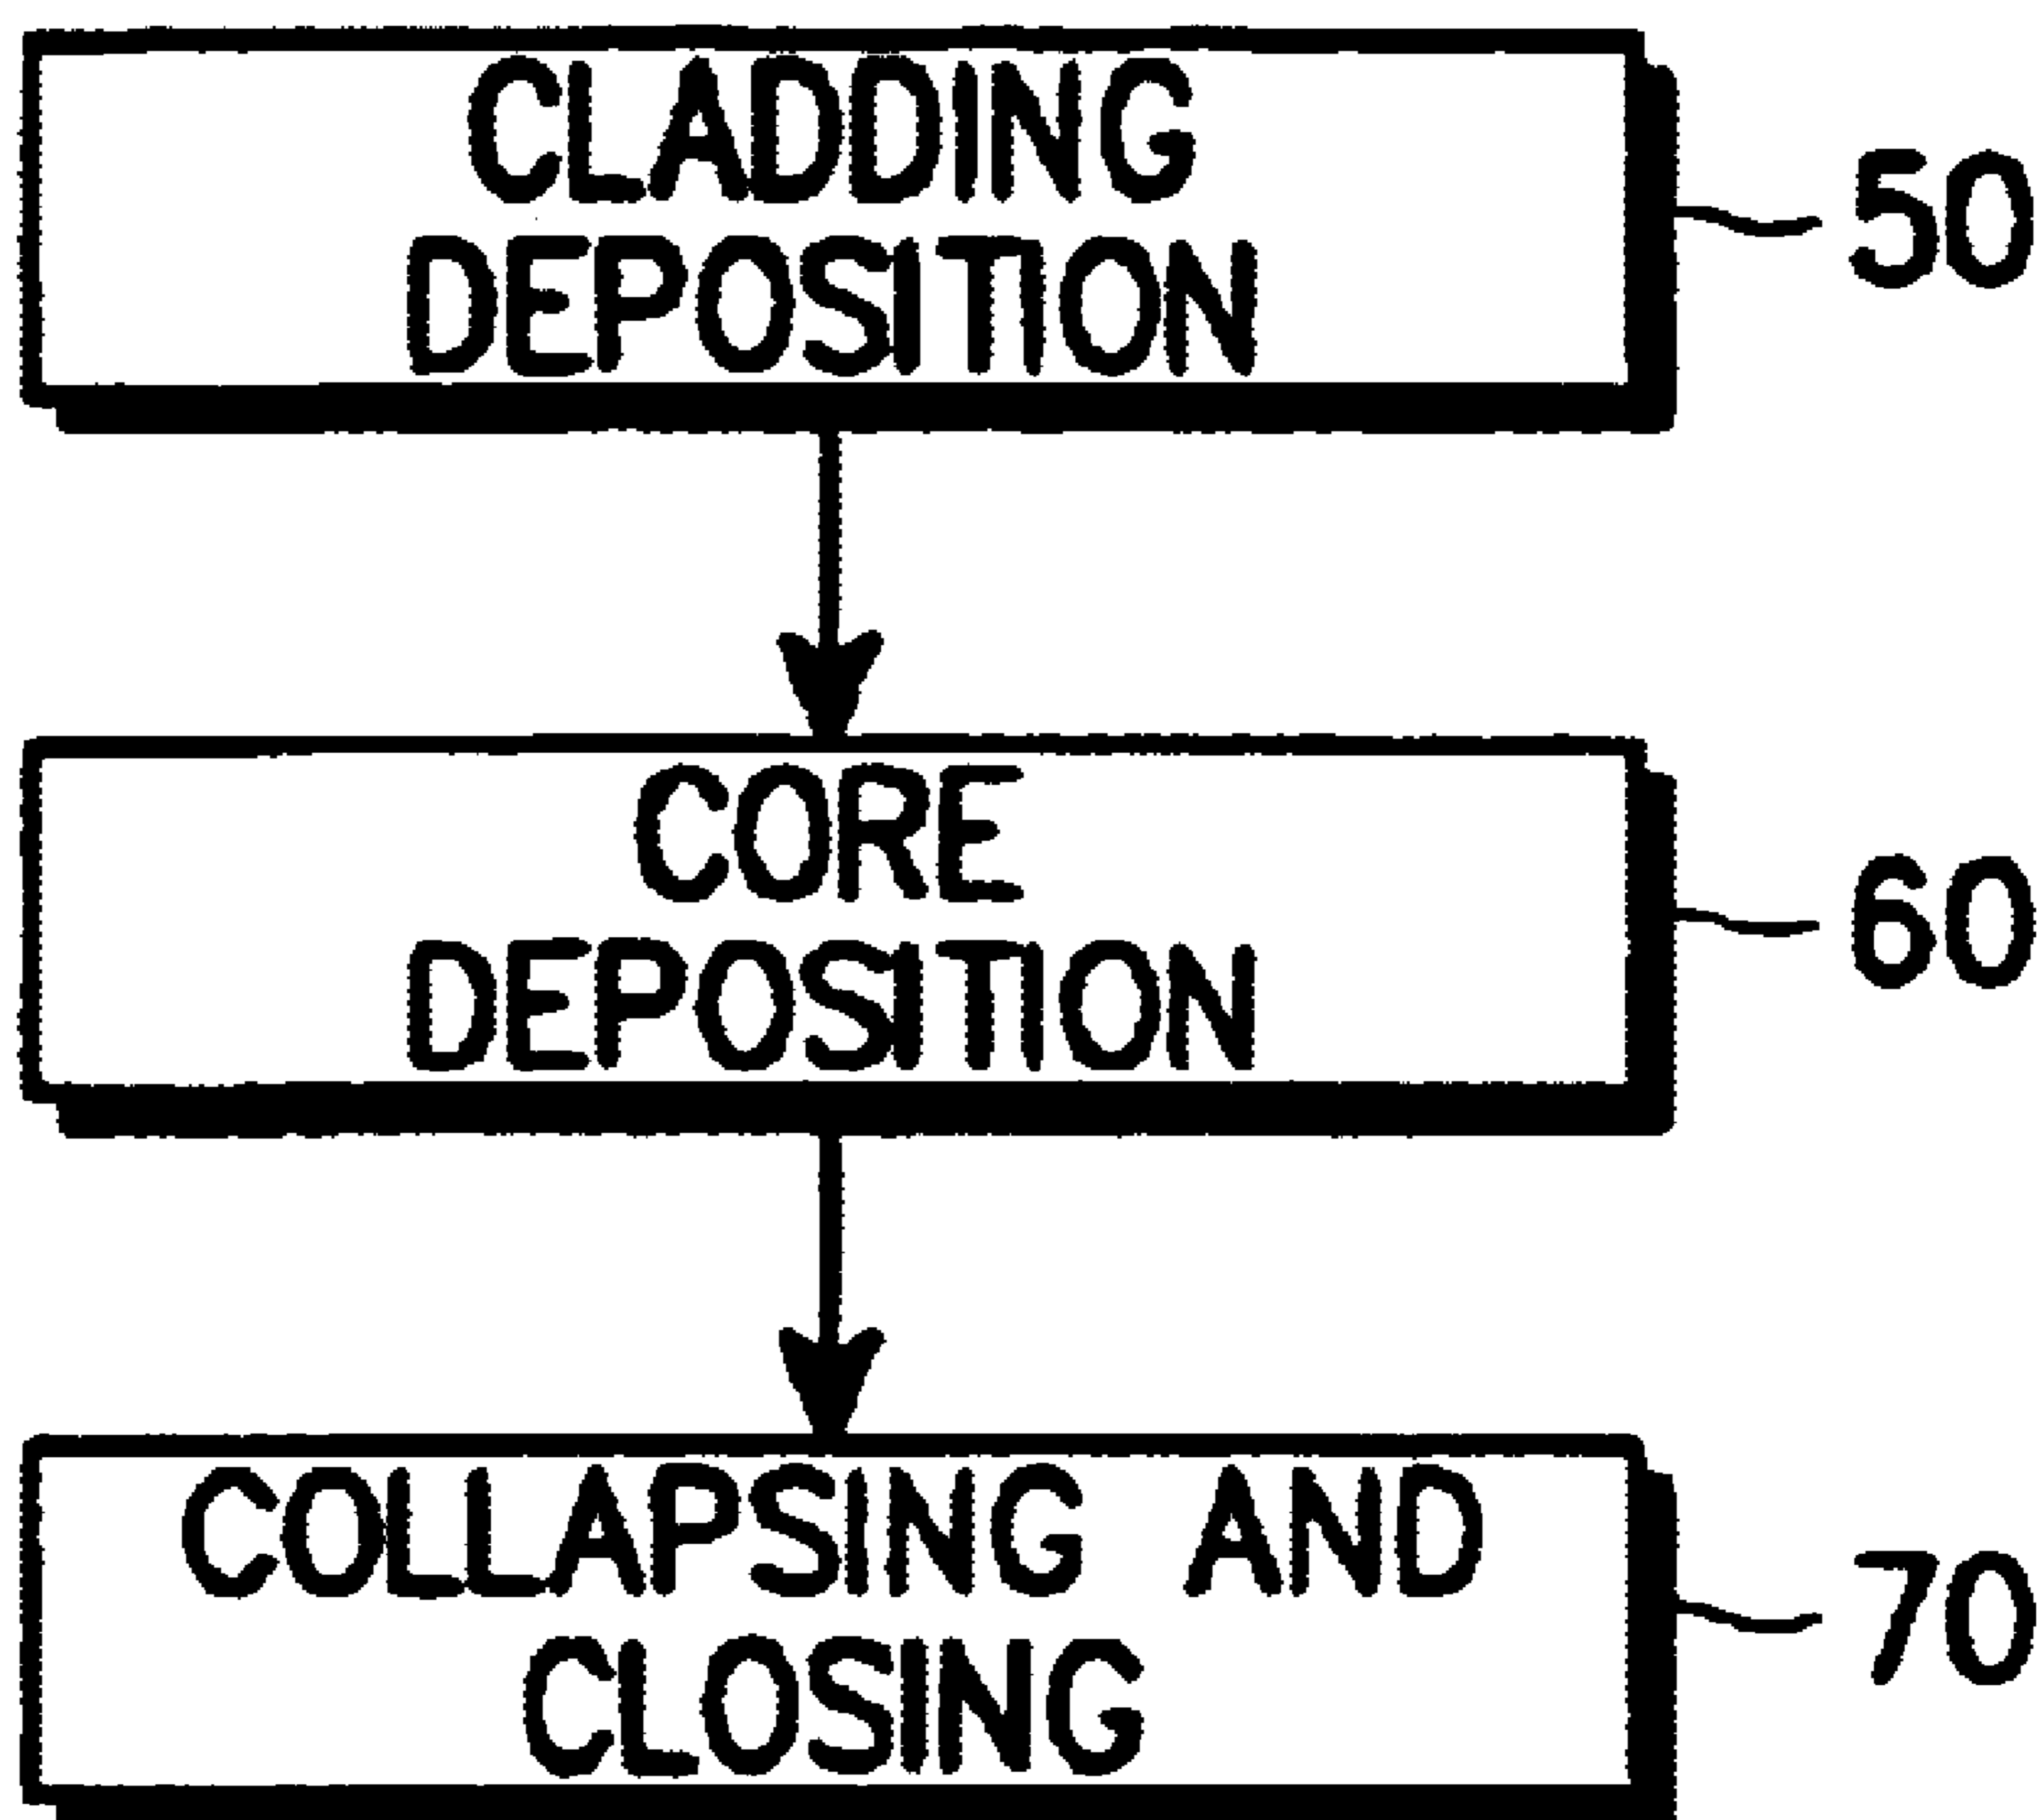 CLADDING
DEPOSITION
50
CORE
DEPOSITION
60
COLLAPSING AND
CLOSING
70